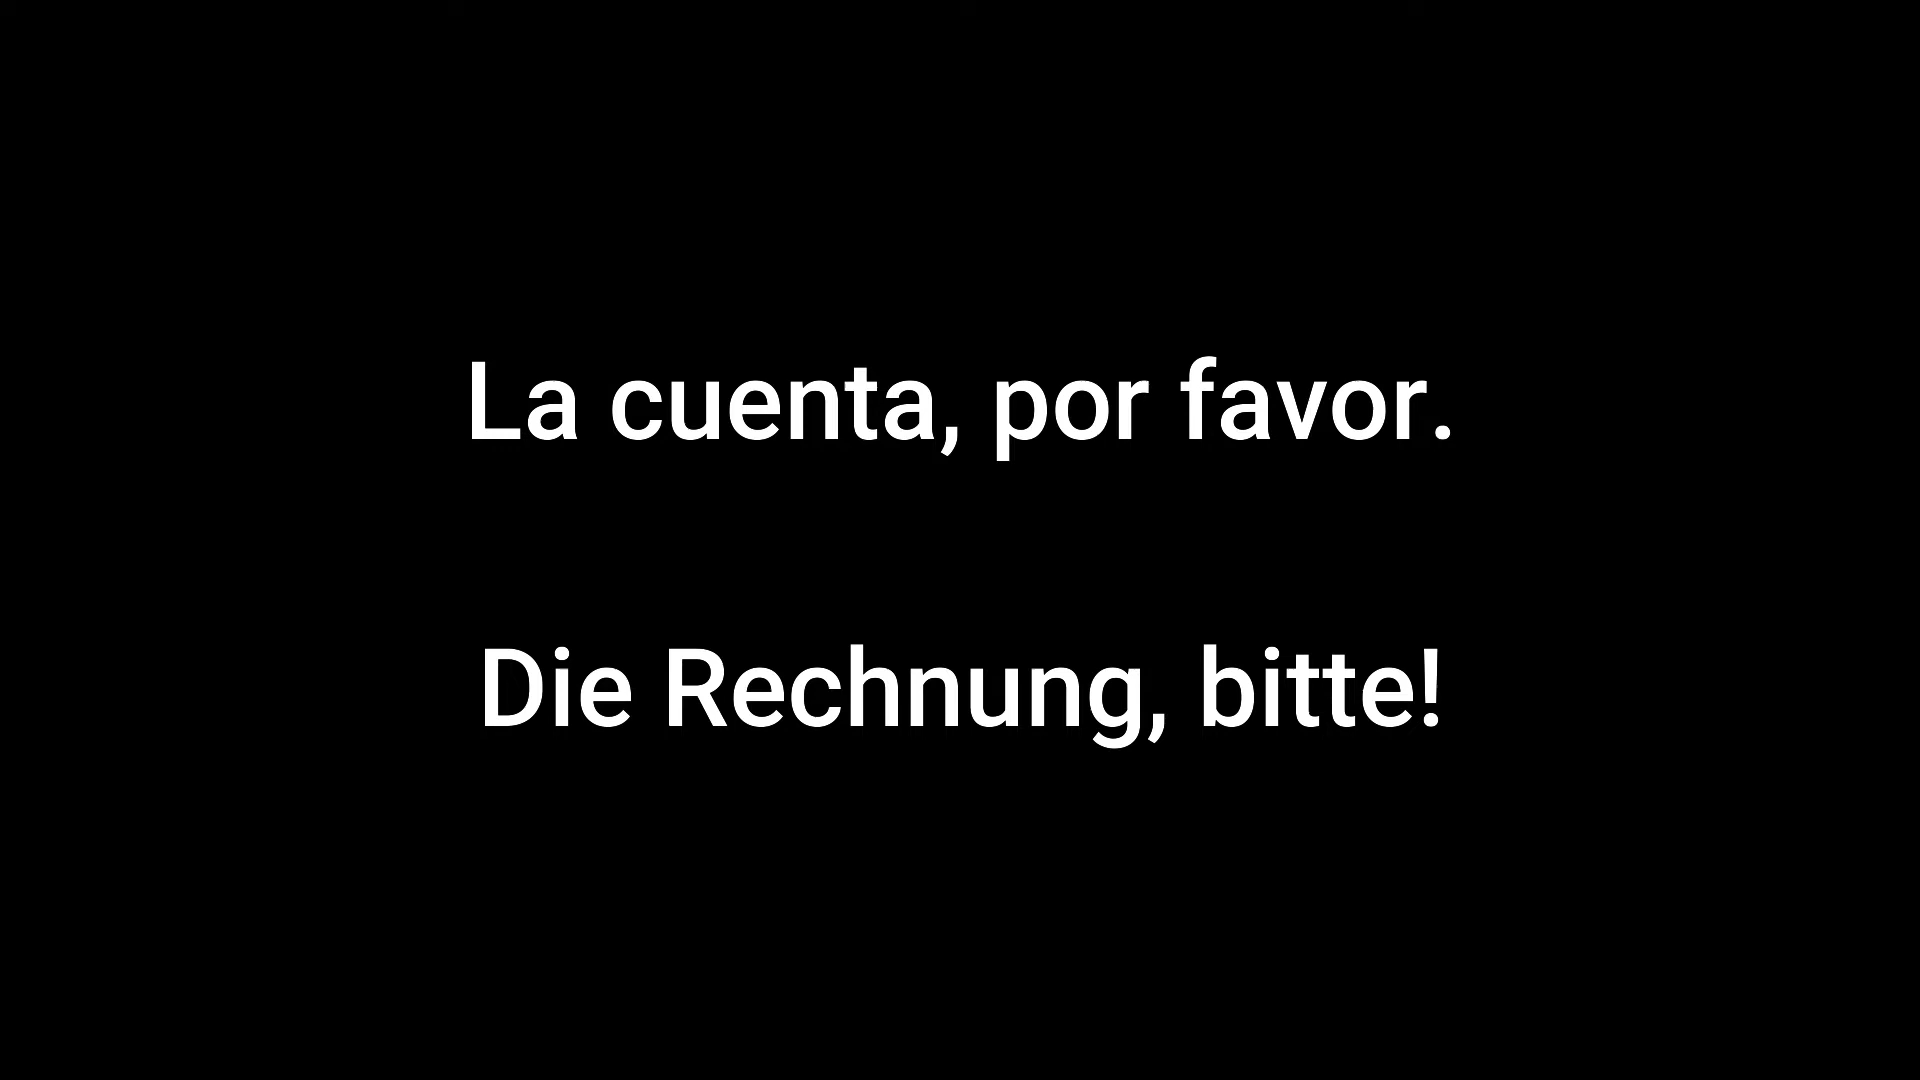 La cuenta, por favor.
Die Rechnung, bitte!